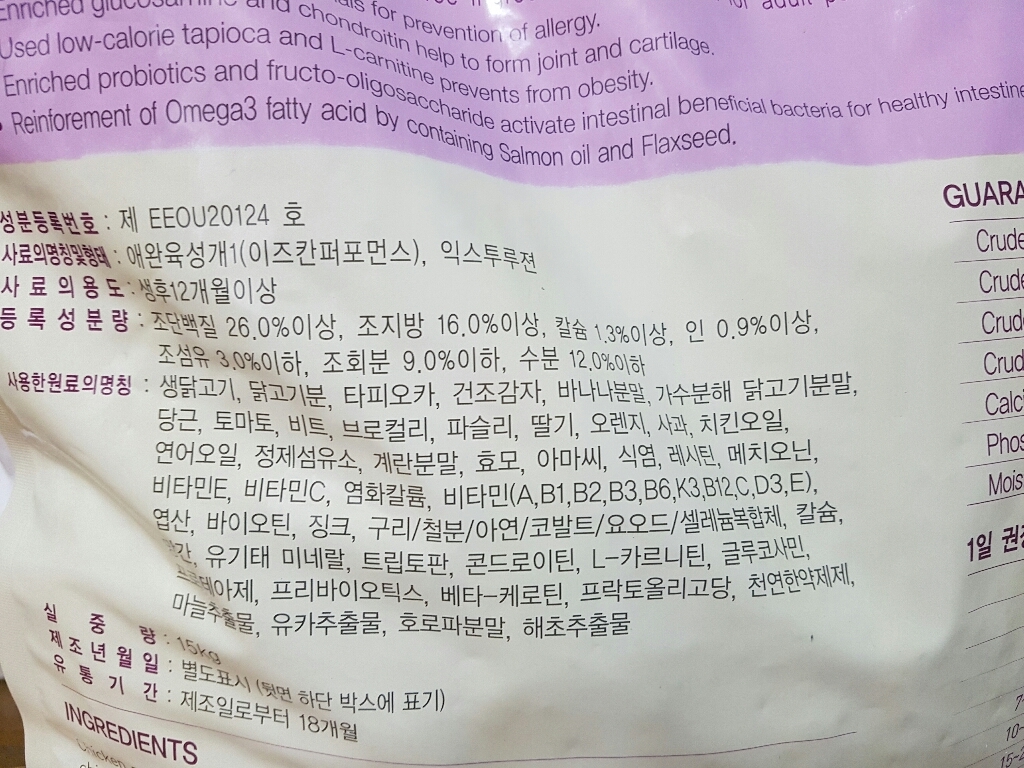 Enriched glucosamine and chondroitin help to form joint and cartilage.
for prevention of allergy.
Used low-calorie tapioca and L-carnitine prevents from obesity.
Enriched probiotics and fructo-oligosaccharide activate intestinal beneficial bacteria for healthy intestine
• Reinforement of Omega3 fatty acid by containing Salmon oil and Flaxseed.
성분등록번호 : 제 EEOU20124 호
사료의명칭및형태 : 애완육성개1(이즈칸퍼포먼스), 익스투루젼
사료의용도 : 생후12개월이상
등록성분량 : 조단백질 26.0%이상, 조지방 16.0%이상, 칼슘 1.3%이상, 인 0.9%이상,
조섬유 3.0%이하, 조회분 9.0%이하, 수분 12.0%이하
사용한원료의명칭 : 생닭고기, 닭고기분, 타피오카, 건조감자, 바나나분말, 가수분해 닭고기분말,
당근, 토마토, 비트, 브로컬리, 파슬리, 딸기, 오렌지, 사과, 치킨오일,
연어오일, 정제섬유소, 계란분말, 효모, 아마씨, 식염, 레시틴, 메치오닌,
비타민E, 비타민C, 염화칼륨, 비타민(A,B1,B2,B3,B6,K3,B12,C,D3,E),
엽산, 바이오틴, 징크, 구리/철분/아연/코발트/요오드/셀레늄복합체, 칼슘,
유기태 미네랄, 트립토판, 콘드로이틴, L-카르니틴, 글루코사민,
프리바이오틱스, 베타-케로틴, 프락토올리고당, 천연한약제제,
마늘추출물, 유카추출물, 호로파분말, 해초추출물
실중량 : 15kg
제조년월일 : 별도표시 (뒷면 하단 박스에 표기)
유통기간 : 제조일로부터 18개월
INGREDIENTS
Chicken
GUARA
Crude
Crude
Crud
Crud
Calc
Phos
Mois
1일 권장
10-
15-2